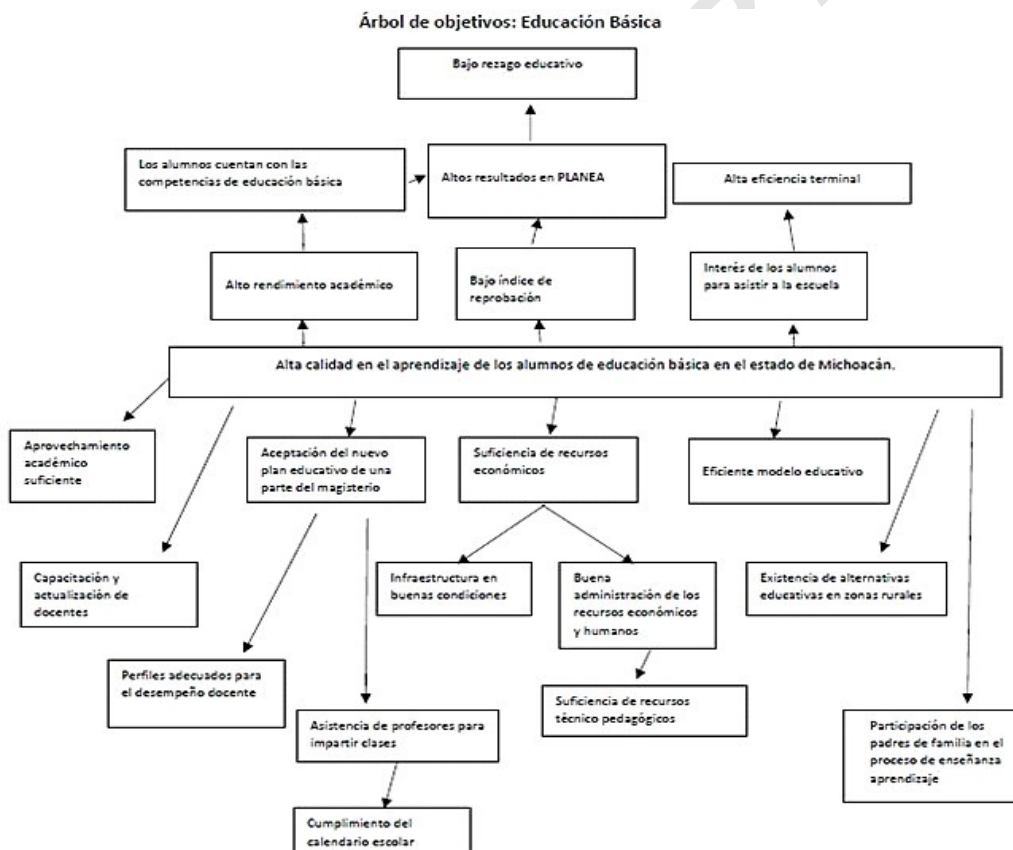 Árbol de objetivos: Educación Básica
Bajo rezago educativo
Los alumnos cuentan con las
competencias de educación básica
Altos resultados en PLANEA
Alta eficiencia terminal
Alto rendimiento académico
Bajo índice de
reprobación
Interés de los alumnos
para asistir a la escuela
Alta calidad en el aprendizaje de los alumnos de educación básica en el estado de Michoacán.
Aprovechamiento
académico
suficiente
Aceptación del nuevo
plan educativo de una
parte del magisterio
Suficiencia de recursos
económicos
Eficiente modelo educativo
Capacitación y
actualización de
docentes
Infraestructura en
buenas condiciones
Buena
administración de los
recursos económicos
y humanos
Existencia de alternativas
educativas en zonas rurales
Perfiles adecuados para
el desempeño docente
Suficiencia de recursos
técnico pedagógicos
Asistencia de profesores para
impartir clases
Participación de los
padres de familia en el
proceso de enseñanza
aprendizaje
Cumplimiento del
calendario escolar